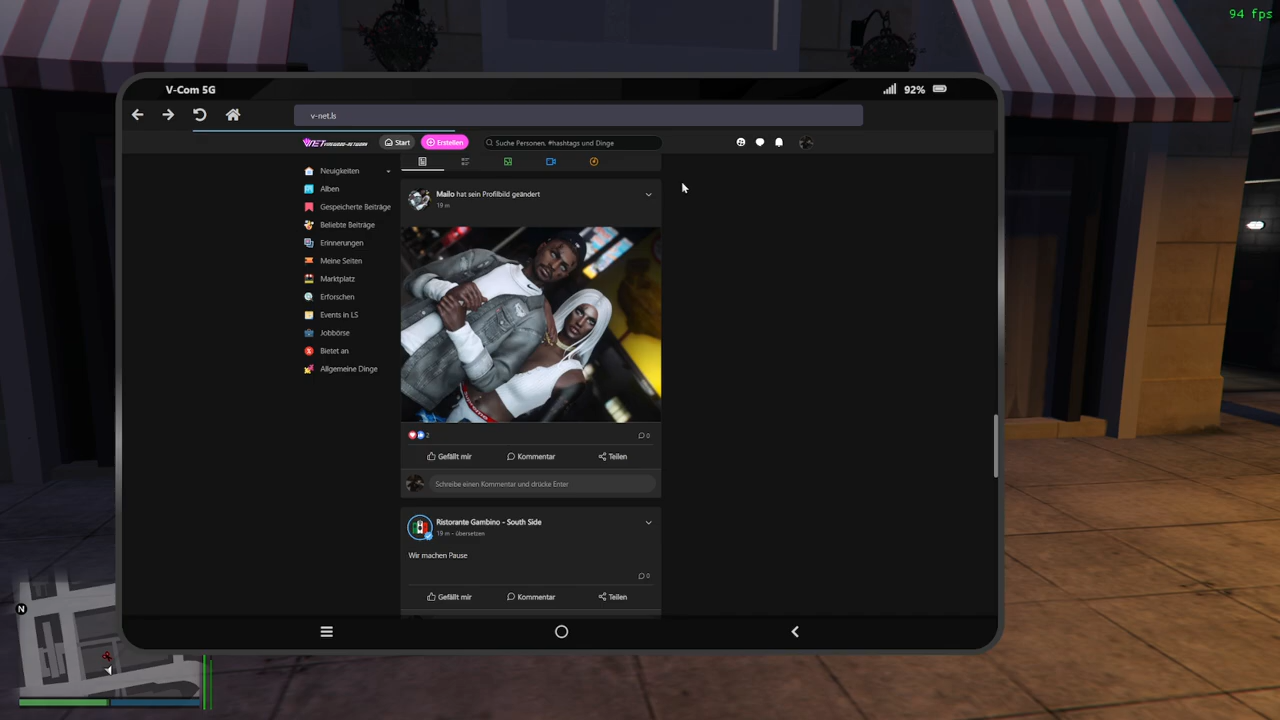 94 fps
V-Com 5G
92%
v-net.ls
VNET FIREWORD-NETWORK
Start
Erstellen
Suche Personen, #hashtags und Dinge
Neuigkeiten
Alben
Gespeicherte Beiträge
Beliebte Beiträge
Erinnerungen
Meine Seiten
Marktplatz
Erforschen
Events in LS
Jobbörse
Bietet an
Allgemeine Dinge
Mailo hat sein Profilbild geändert
19 m
2
0
Gefällt mir
Kommentar
Teilen
Schreibe einen Kommentar und drücke Enter
Ristorante Gambino - South Side
19 m - übersetzen
Wir machen Pause
0
Gefällt mir
Kommentar
Teilen
N